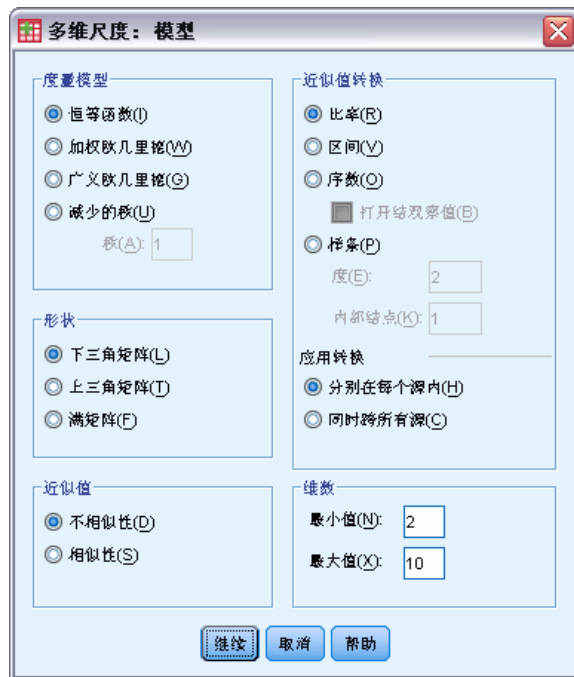 多维尺度：模型
度量模型
恒等函数(I)
加权欧几里德(W)
广义欧几里德(G)
减少的秩(U)
秩(A): 1
形状
下三角矩阵(L)
上三角矩阵(T)
满矩阵(F)
近似值
不相似性(D)
相似性(S)
近似值转换
比率(R)
区间(V)
序数(O)
打开结观察值(B)
样条(P)
度(E): 2
内部结点(K): 1
应用转换
分别在每个源内(H)
同时跨所有源(C)
维数
最小值(N): 2
最大值(X): 10
继续 取消 帮助